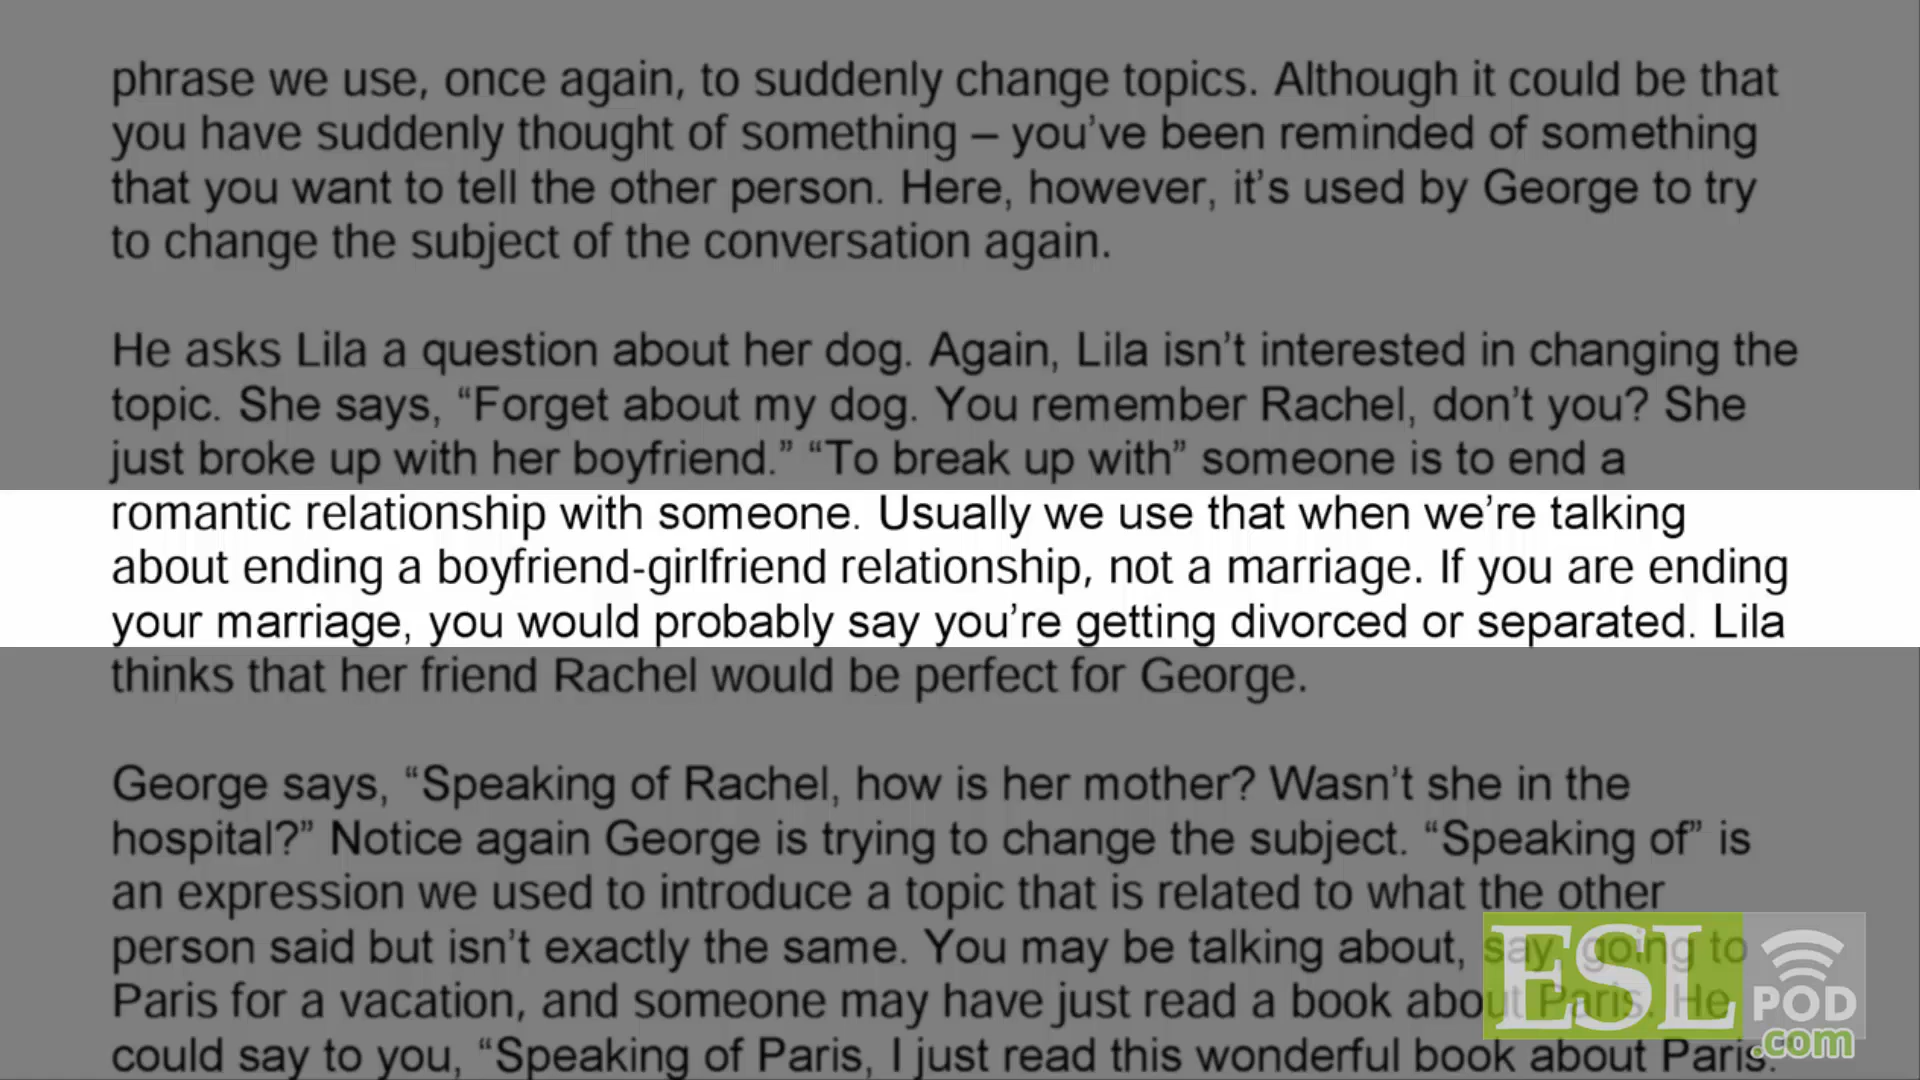 phrase we use, once again, to suddenly change topics. Although it could be that
you have suddenly thought of something – you’ve been reminded of something
that you want to tell the other person. Here, however, it’s used by George to try
to change the subject of the conversation again.
He asks Lila a question about her dog. Again, Lila isn’t interested in changing the
topic. She says, “Forget about my dog. You remember Rachel, don’t you? She
just broke up with her boyfriend.” “To break up with” someone is to end a
romantic relationship with someone. Usually we use that when we’re talking
about ending a boyfriend-girlfriend relationship, not a marriage. If you are ending
your marriage, you would probably say you’re getting divorced or separated. Lila
thinks that her friend Rachel would be perfect for George.
George says, “Speaking of Rachel, how is her mother? Wasn’t she in the
hospital?” Notice again George is trying to change the subject. “Speaking of” is
an expression we used to introduce a topic that is related to what the other
person said but isn’t exactly the same. You may be talking about, say, going to
Paris for a vacation, and someone may have just read a book about Paris. He
could say to you, “Speaking of Paris, I just read this wonderful book about Paris.”
ESL
POD
.com